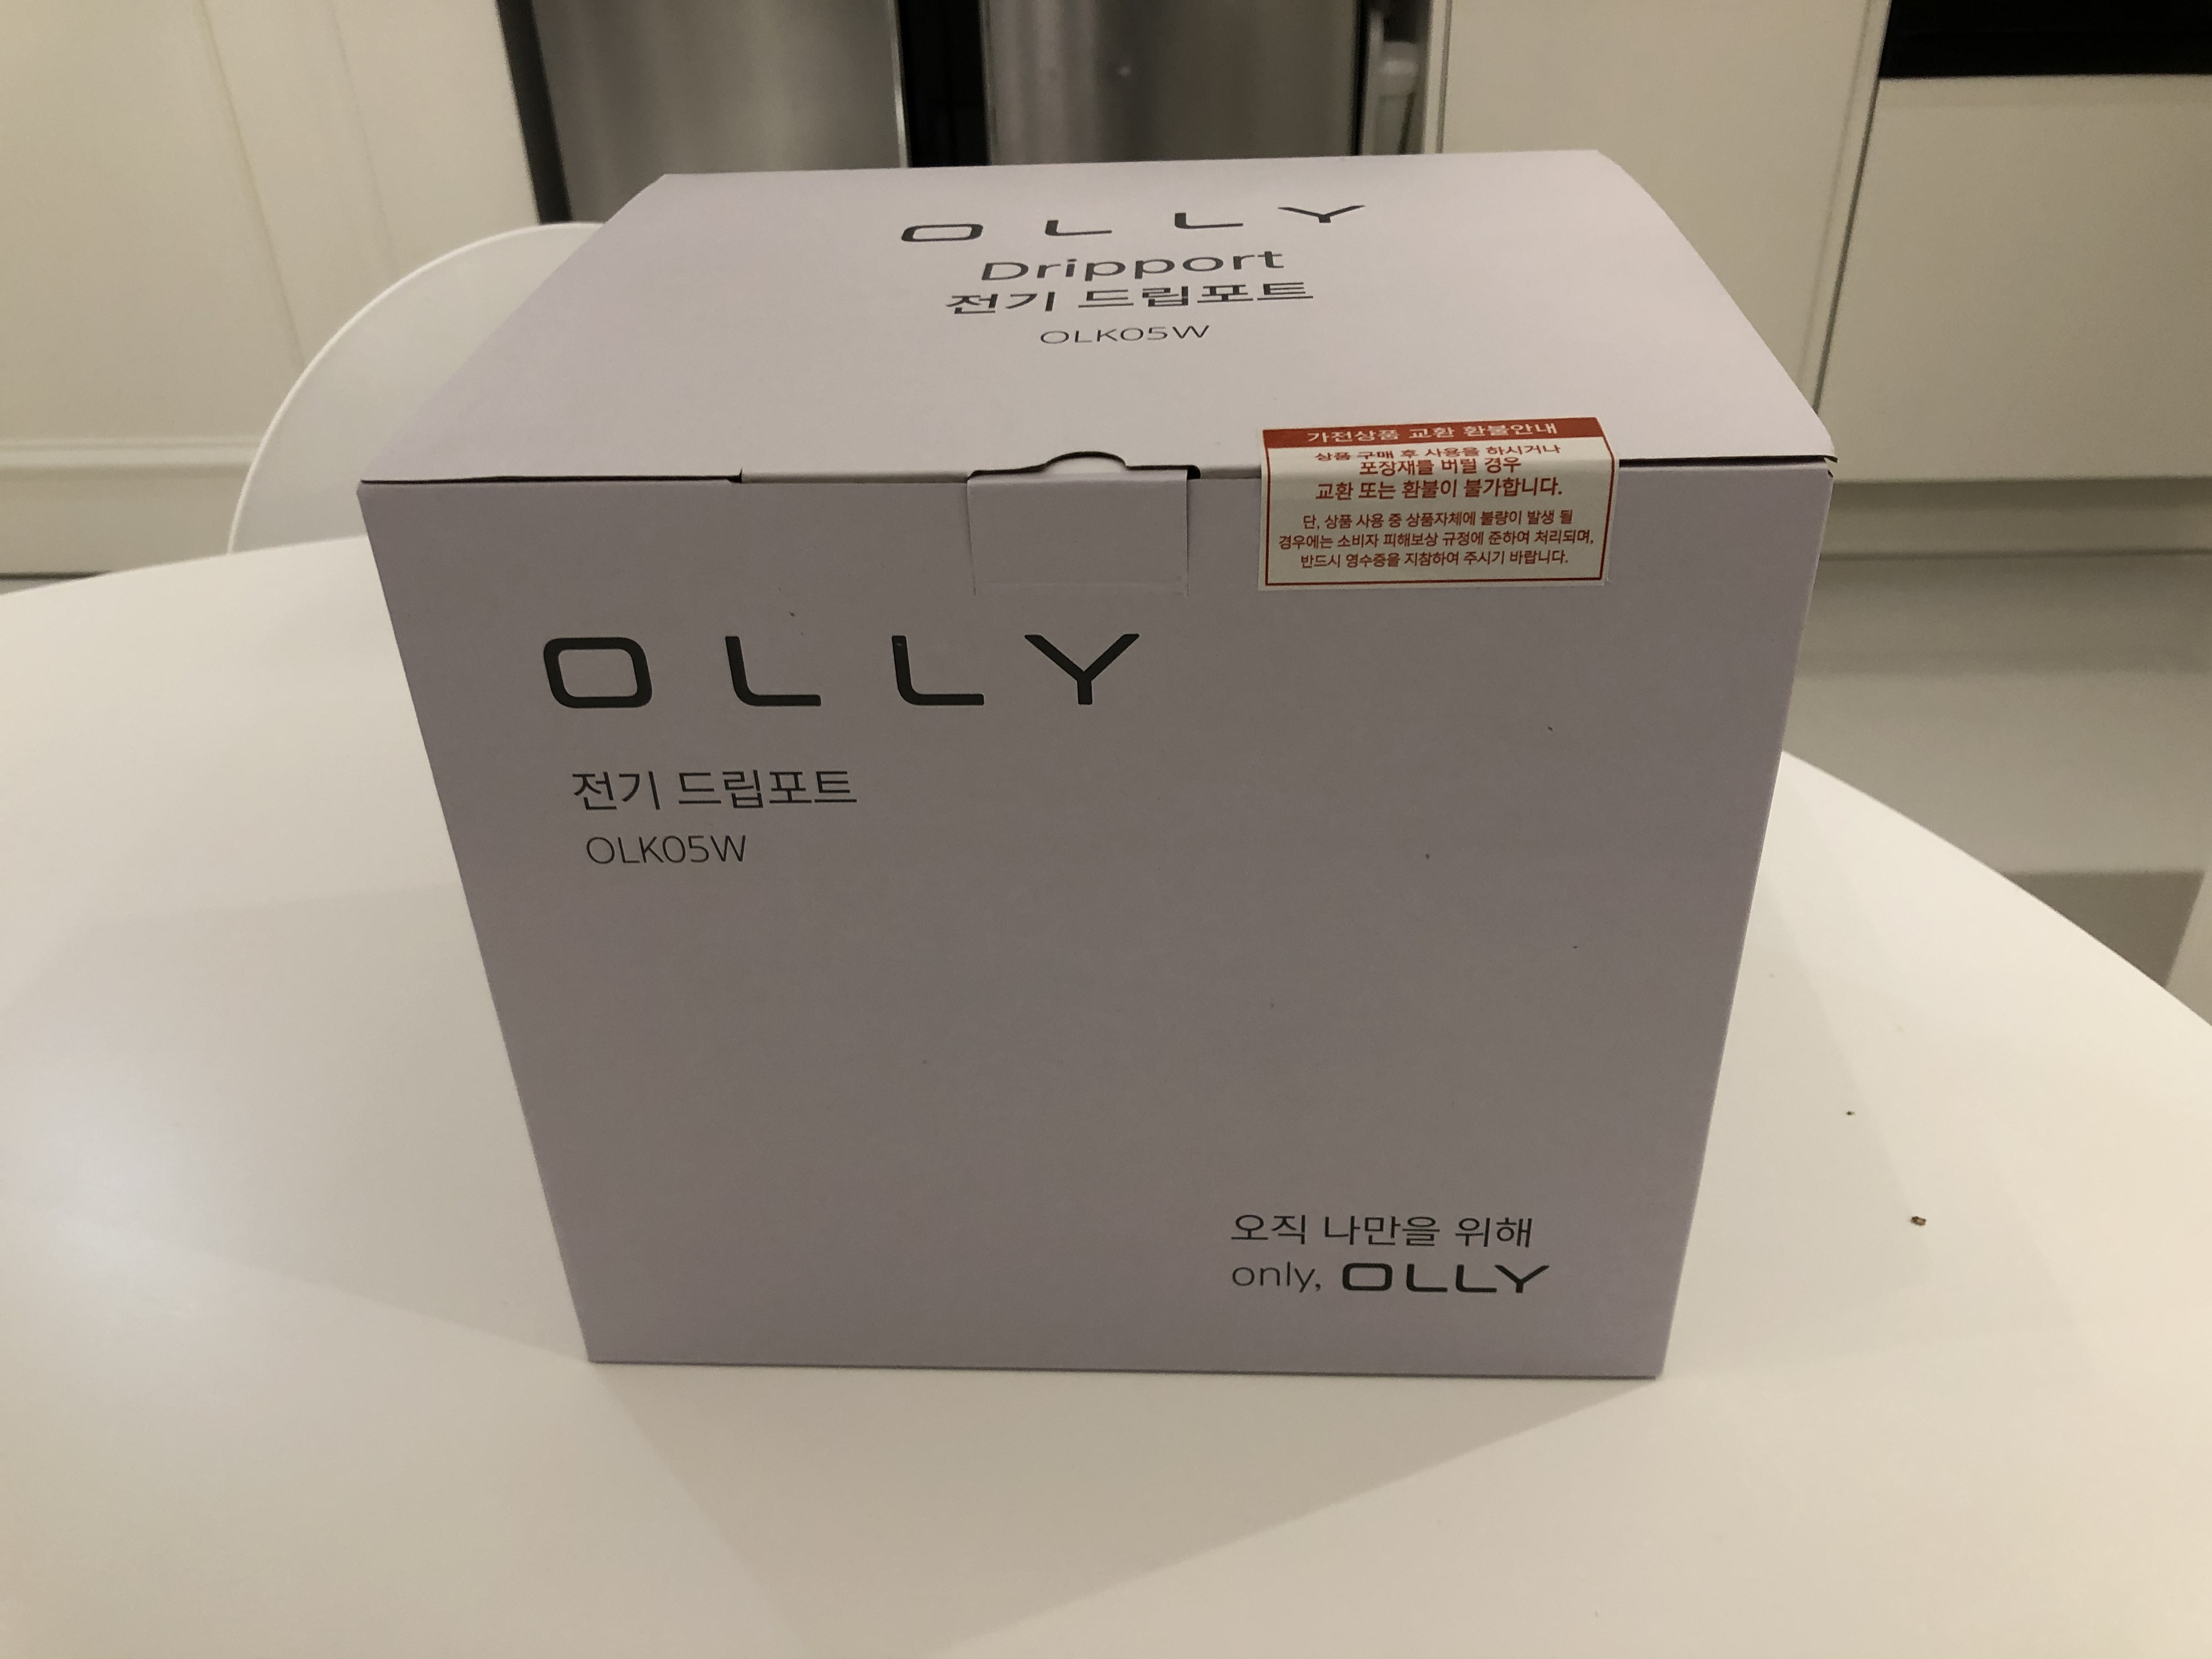 OLLY
Dripport
전기 드립포트
OLK05W
가전상품 교환 환불안내
상품 구매 후 사용을 하시거나
포장재를 버릴 경우
교환 또는 환불이 불가합니다.
단, 상품 사용 중 상품자체에 불량이 발생 될
경우에는 소비자 피해보상 규정에 준하여 처리되며,
반드시 영수증을 지참하여 주시기 바랍니다.
OLLY
전기 드립포트
OLK05W
오직 나만을 위해
only, OLLY